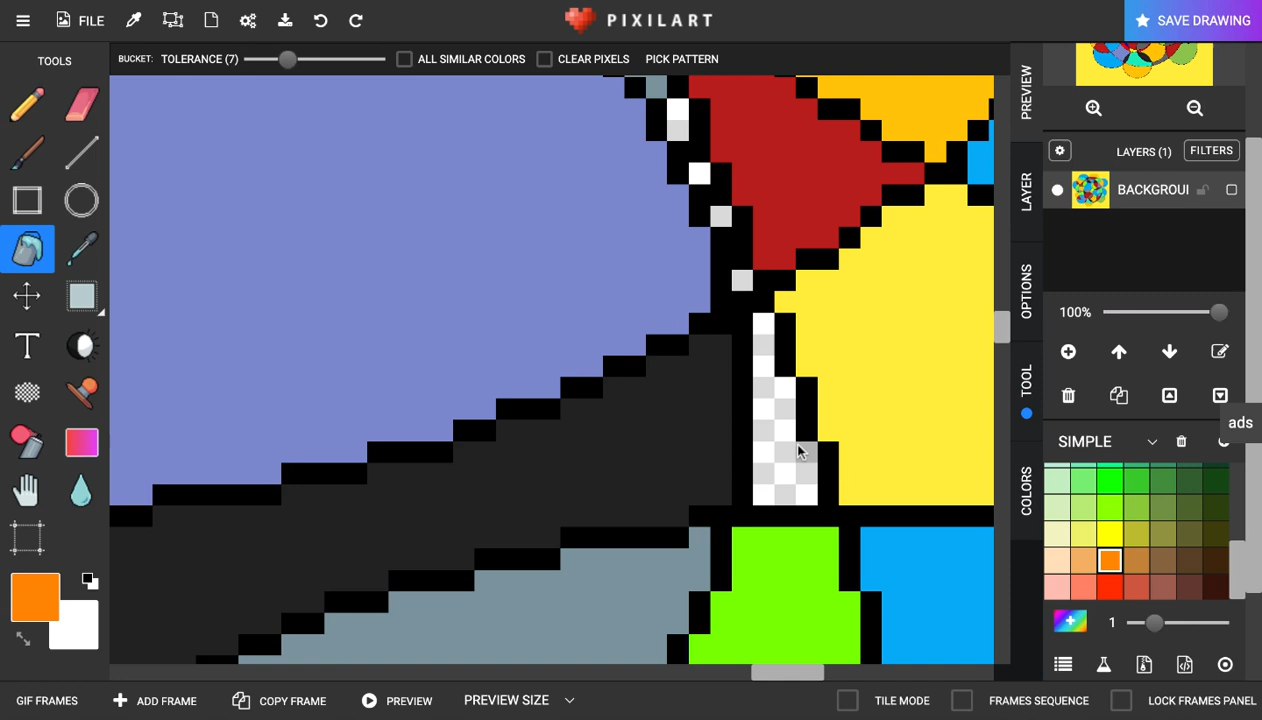 FILE
PIXILART
SAVE DRAWING
TOOLS
BUCKET: TOLERANCE (7)
ALL SIMILAR COLORS
CLEAR PIXELS
PICK PATTERN
PREVIEW
LAYER
OPTIONS
TOOL
COLORS
LAYERS (1)
FILTERS
BACKGROUI
100%
ads
SIMPLE
T
1
GIF FRAMES
ADD FRAME
COPY FRAME
PREVIEW
PREVIEW SIZE
TILE MODE
FRAMES SEQUENCE
LOCK FRAMES PANEL